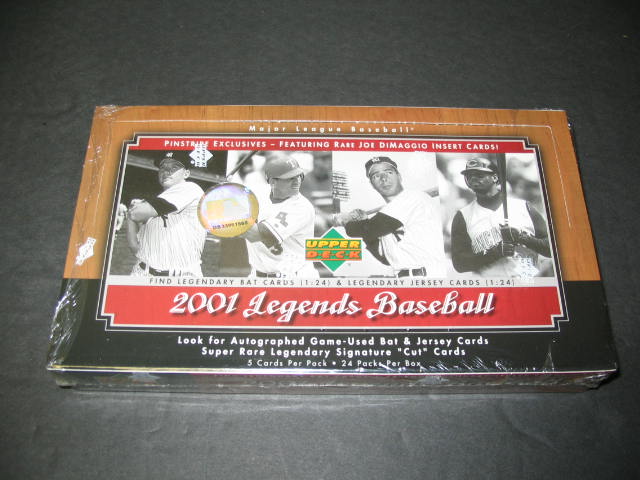 Major League Baseball
PINSTRIPE EXCLUSIVES – FEATURING RARE JOE DIMAGGIO INSERT CARDS!
UPPER
DECK
FIND LEGENDARY BAT CARDS (1:24) & LEGENDARY JERSEY CARDS (1:24)
2001 Legends Baseball
Look for Autographed Game-Used Bat & Jersey Cards
Super Rare Legendary Signature "Cut" Cards
5 Cards Per Pack • 24 Packs Per Box